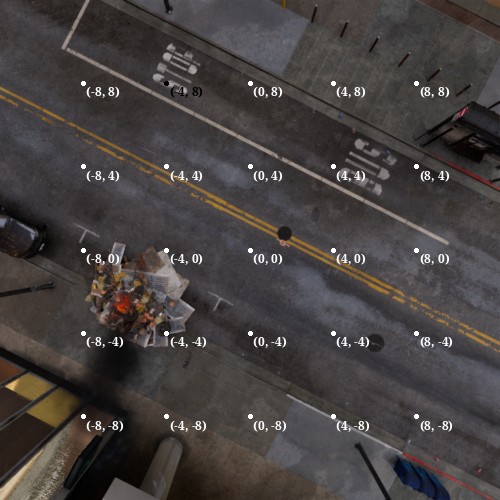 (-8, 8) (-4, 8) (0, 8) (4, 8) (8, 8)
(-8, 4) (-4, 4) (0, 4) (4, 4) (8, 4)
(-8, 0) (-4, 0) (0, 0) (4, 0) (8, 0)
(-8, -4) (-4, -4) (0, -4) (4, -4) (8, -4)
(-8, -8) (-4, -8) (0, -8) (4, -8) (8, -8)